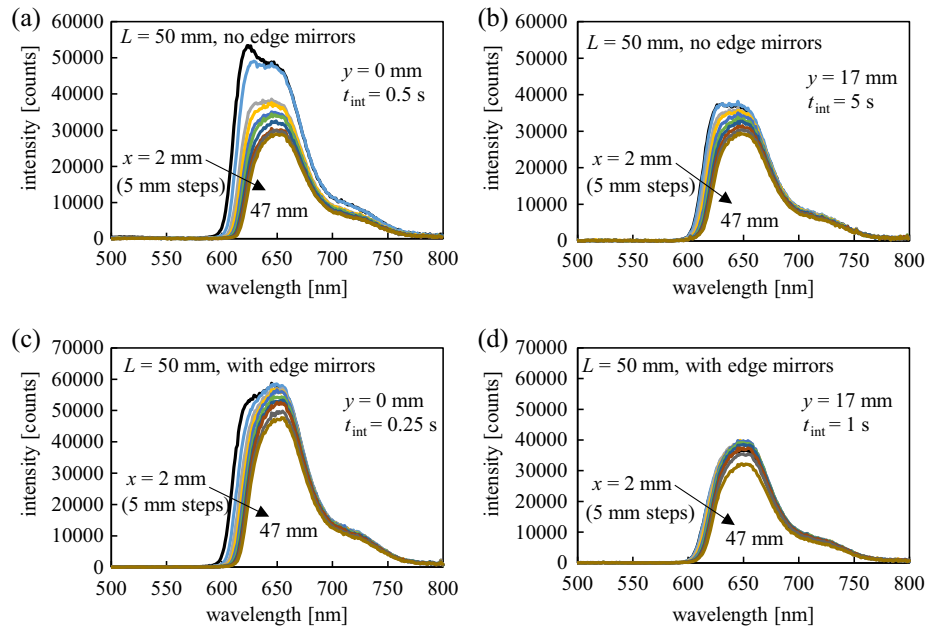 (a)
60000
50000
40000
30000
20000
10000
0
intensity [counts]
L = 50 mm, no edge mirrors
y = 0 mm
t_int = 0.5 s
x = 2 mm
(5 mm steps)
47 mm
500 550 600 650 700 750 800
wavelength [nm]
(b)
60000
50000
40000
30000
20000
10000
0
intensity [counts]
L = 50 mm, no edge mirrors
y = 17 mm
t_int = 5 s
x = 2 mm
(5 mm steps)
47 mm
500 550 600 650 700 750 800
wavelength [nm]
(c)
70000
60000
50000
40000
30000
20000
10000
0
intensity [counts]
L = 50 mm, with edge mirrors
y = 0 mm
t_int = 0.25 s
x = 2 mm
(5 mm steps)
47 mm
500 550 600 650 700 750 800
wavelength [nm]
(d)
70000
60000
50000
40000
30000
20000
10000
0
intensity [counts]
L = 50 mm, with edge mirrors
y = 17 mm
t_int = 1 s
x = 2 mm
(5 mm steps)
47 mm
500 550 600 650 700 750 800
wavelength [nm]